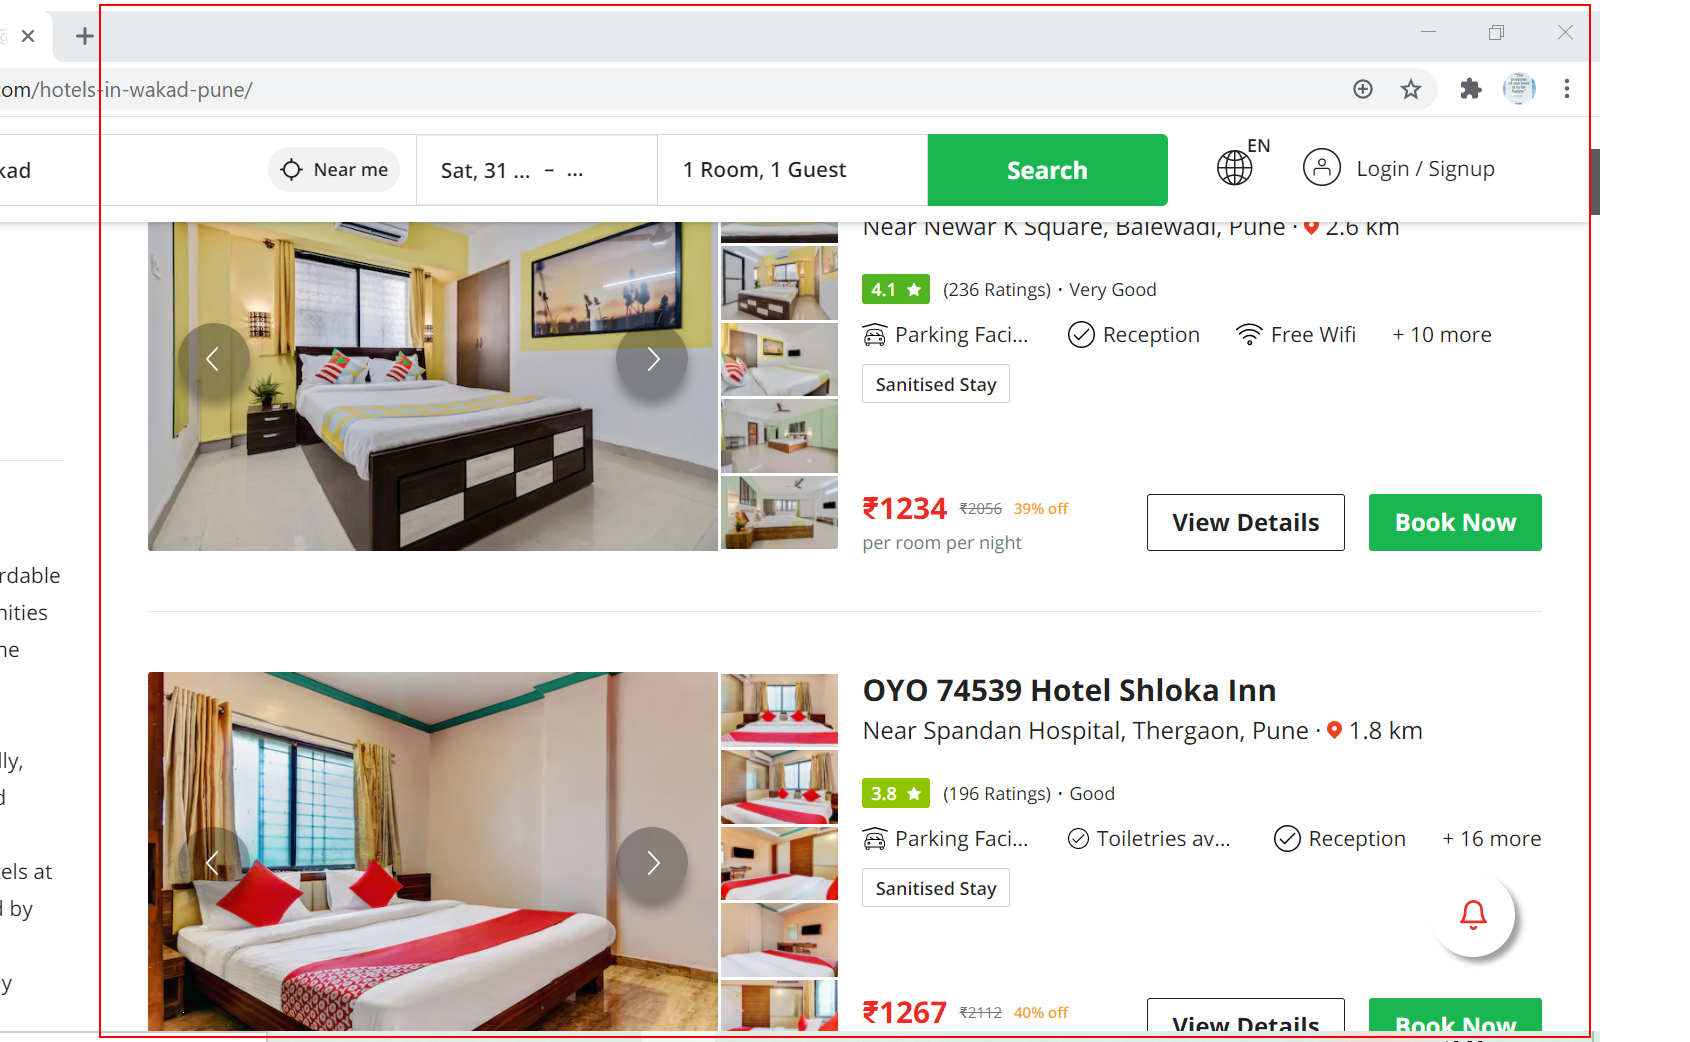 com/hotels-in-wakad-pune/
kad
Near me
Sat, 31 ... – ...
1 Room, 1 Guest
Search
EN
Login / Signup
Near Newar K Square, Balewadi, Pune · 2.6 km
4.1 ★ (236 Ratings) · Very Good
Parking Faci... Reception Free Wifi + 10 more
Sanitised Stay
₹1234 ₹2056 39% off
per room per night
View Details
Book Now
rdable
nities
ne
lly,
d
els at
d by
y
OYO 74539 Hotel Shloka Inn
Near Spandan Hospital, Thergaon, Pune · 1.8 km
3.8 ★ (196 Ratings) · Good
Parking Faci... Toiletries av... Reception + 16 more
Sanitised Stay
₹1267 ₹2112 40% off
View Details
Book Now